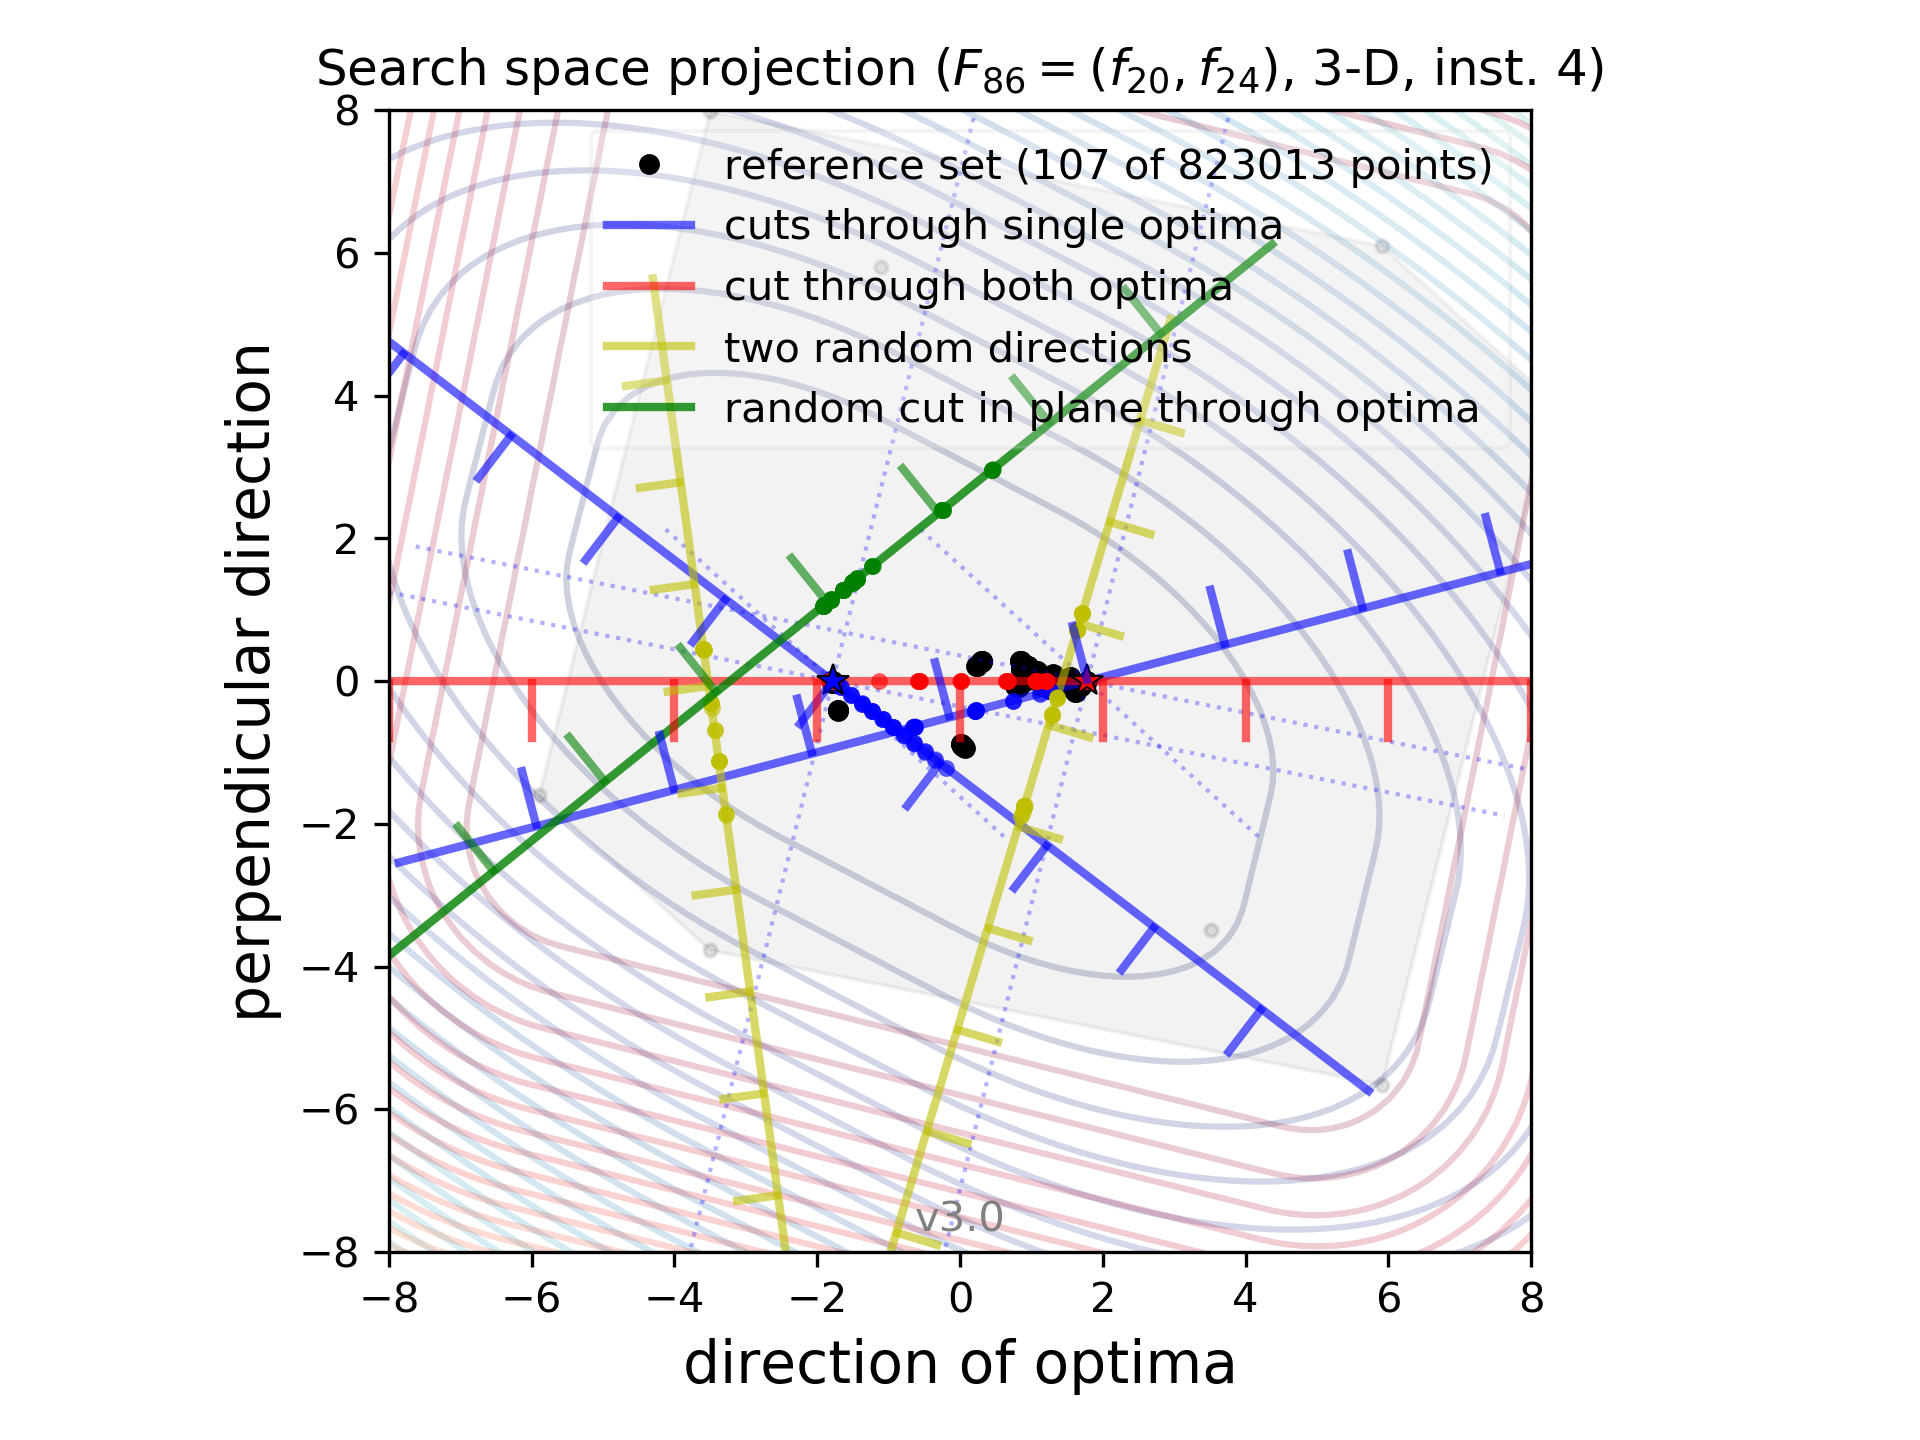 Search space projection (F86 = (f20, f24), 3-D, inst. 4)
reference set (107 of 823013 points)
cuts through single optima
cut through both optima
two random directions
random cut in plane through optima
8
6
4
2
0
−2
−4
−6
−8
perpendicular direction
v3.0
−8 −6 −4 −2 0 2 4 6 8
direction of optima